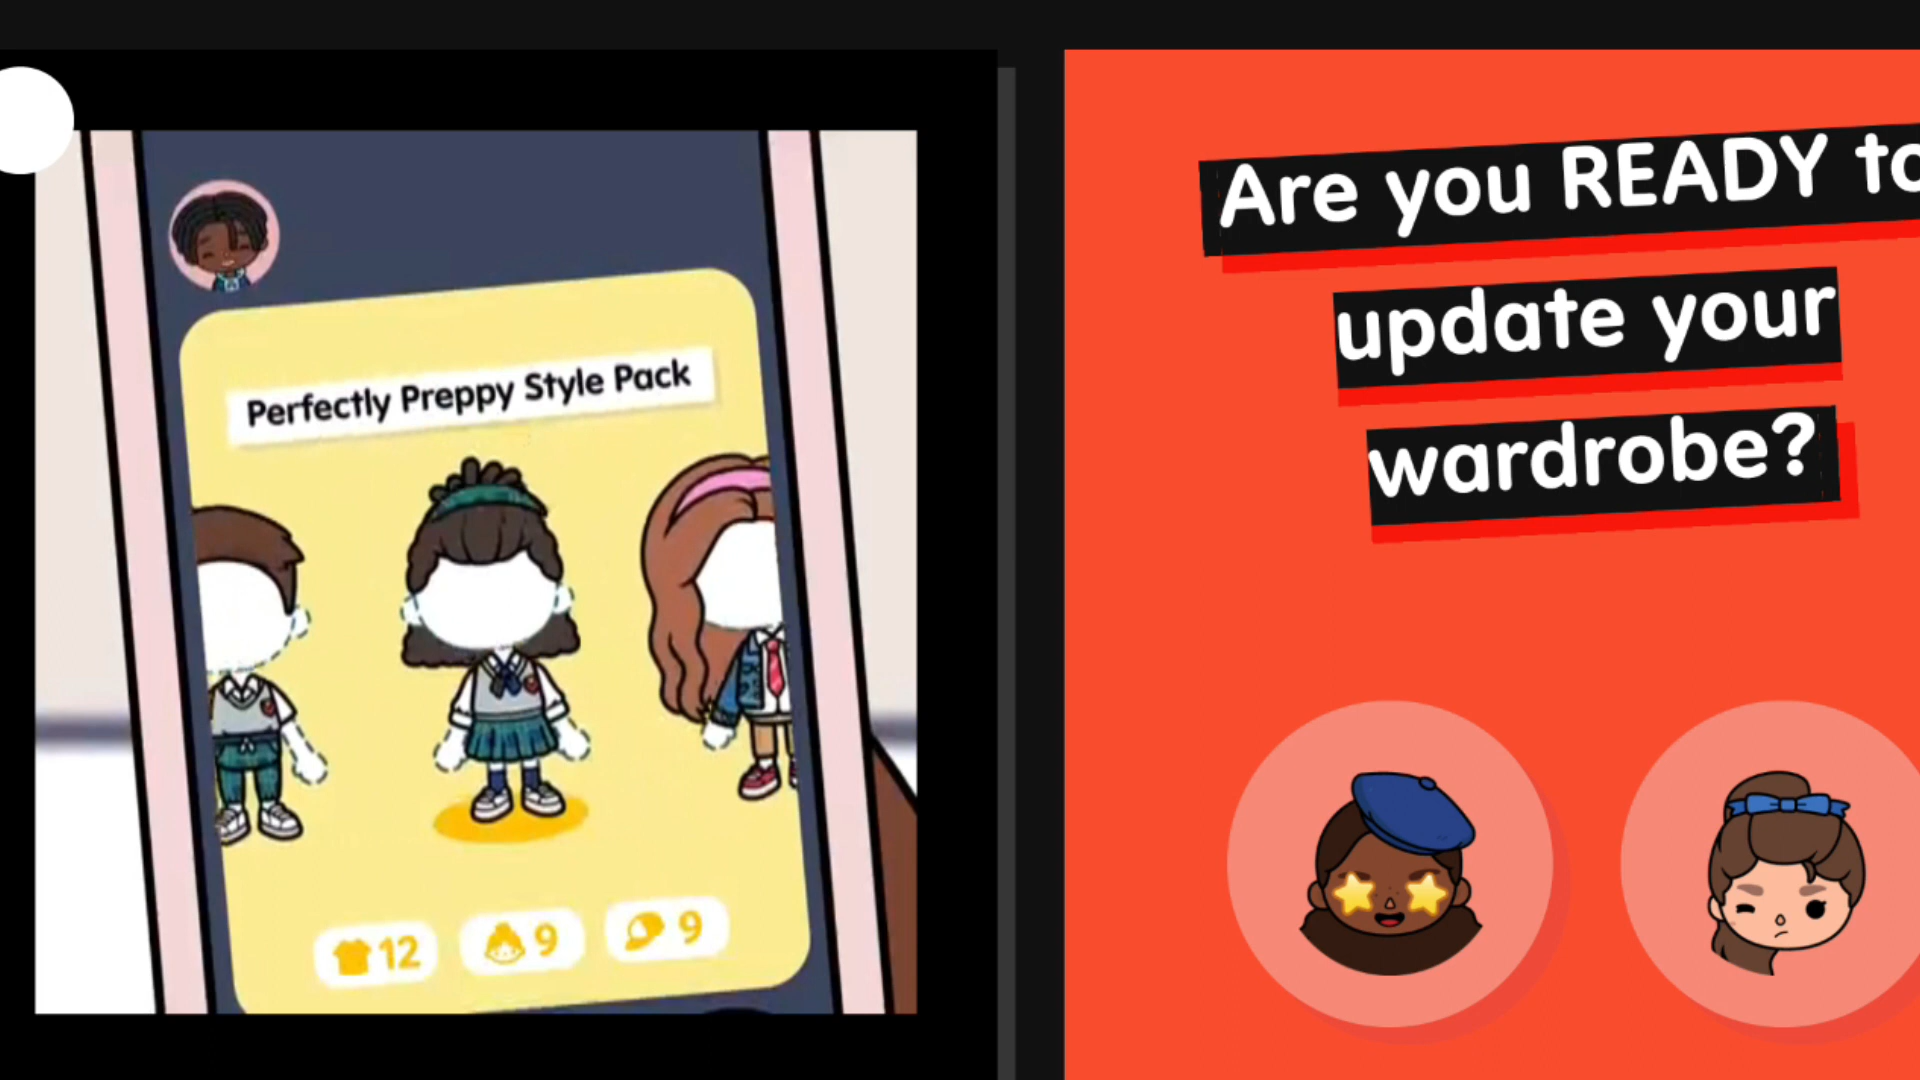 Perfectly Preppy Style Pack
12
9
9
Are you READY to
update your
wardrobe?